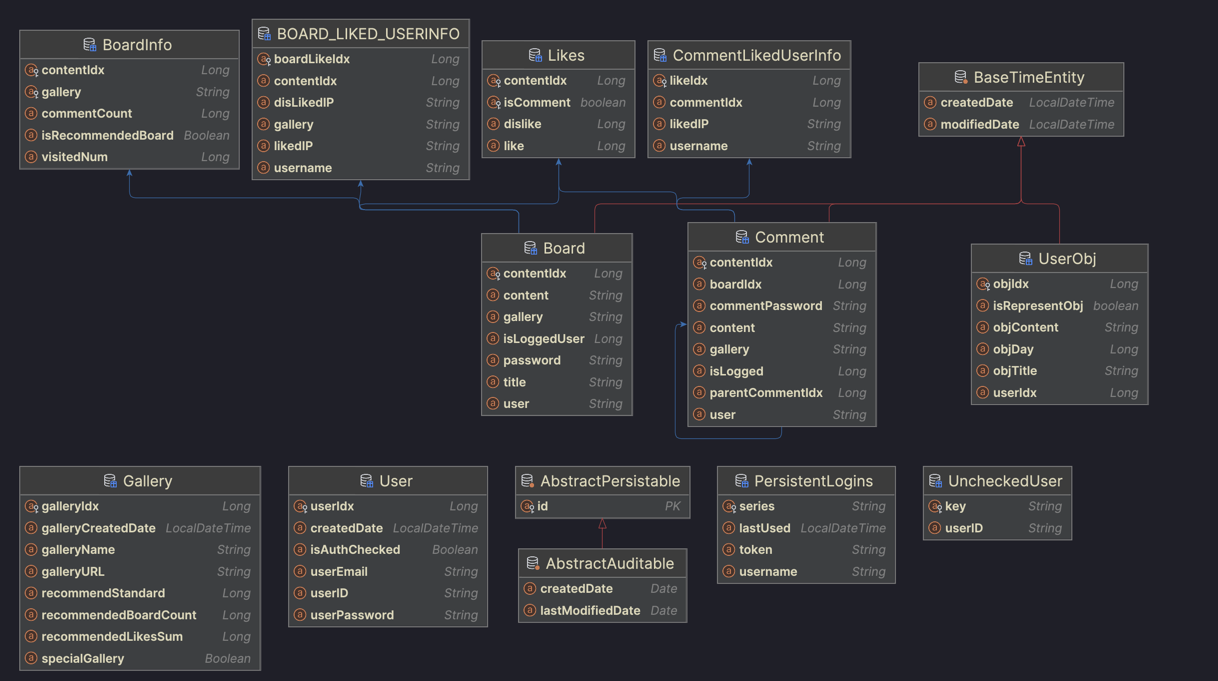 BoardInfo
contentIdx Long
gallery String
commentCount Long
isRecommendedBoard Boolean
visitedNum Long
BOARD_LIKED_USERINFO
boardLikeIdx Long
contentIdx Long
disLikedIP String
gallery String
likedIP String
username String
Likes
contentIdx Long
isComment boolean
dislike Long
like Long
CommentLikedUserInfo
likeIdx Long
commentIdx Long
likedIP String
username String
BaseTimeEntity
createdDate LocalDateTime
modifiedDate LocalDateTime
Board
contentIdx Long
content String
gallery String
isLoggedUser Long
password String
title String
user String
Comment
contentIdx Long
boardIdx Long
commentPassword String
content String
gallery String
isLogged Long
parentCommentIdx Long
user String
UserObj
objIdx Long
isRepresentObj boolean
objContent String
objDay Long
objTitle String
userIdx Long
Gallery
galleryIdx Long
galleryCreatedDate LocalDateTime
galleryName String
galleryURL String
recommendStandard Long
recommendedBoardCount Long
recommendedLikesSum Long
specialGallery Boolean
User
userIdx Long
createdDate LocalDateTime
isAuthChecked Boolean
userEmail String
userID String
userPassword String
AbstractPersistable
id PK
AbstractAuditable
createdDate Date
lastModifiedDate Date
PersistentLogins
series String
lastUsed LocalDateTime
token String
username String
UncheckedUser
key String
userID String